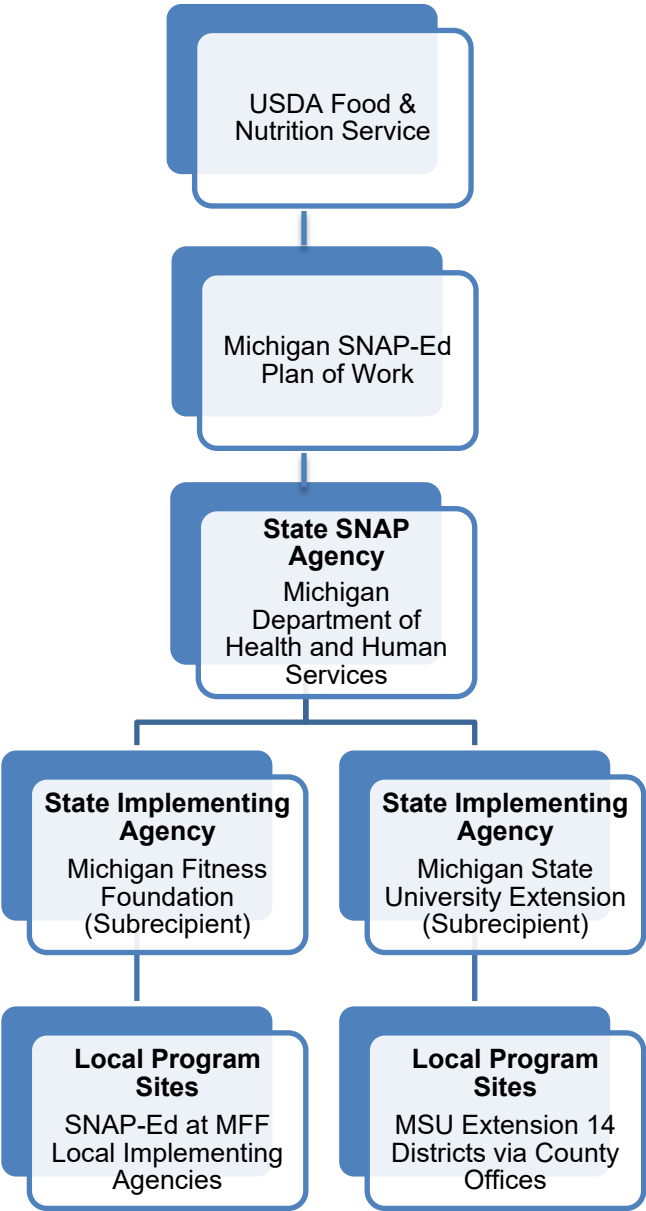 USDA Food &
Nutrition Service
Michigan SNAP-Ed
Plan of Work
State SNAP
Agency
Michigan
Department of
Health and Human
Services
State Implementing
Agency
Michigan Fitness
Foundation
(Subrecipient)
State Implementing
Agency
Michigan State
University Extension
(Subrecipient)
Local Program
Sites
SNAP-Ed at MFF
Local Implementing
Agencies
Local Program
Sites
MSU Extension 14
Districts via County
Offices